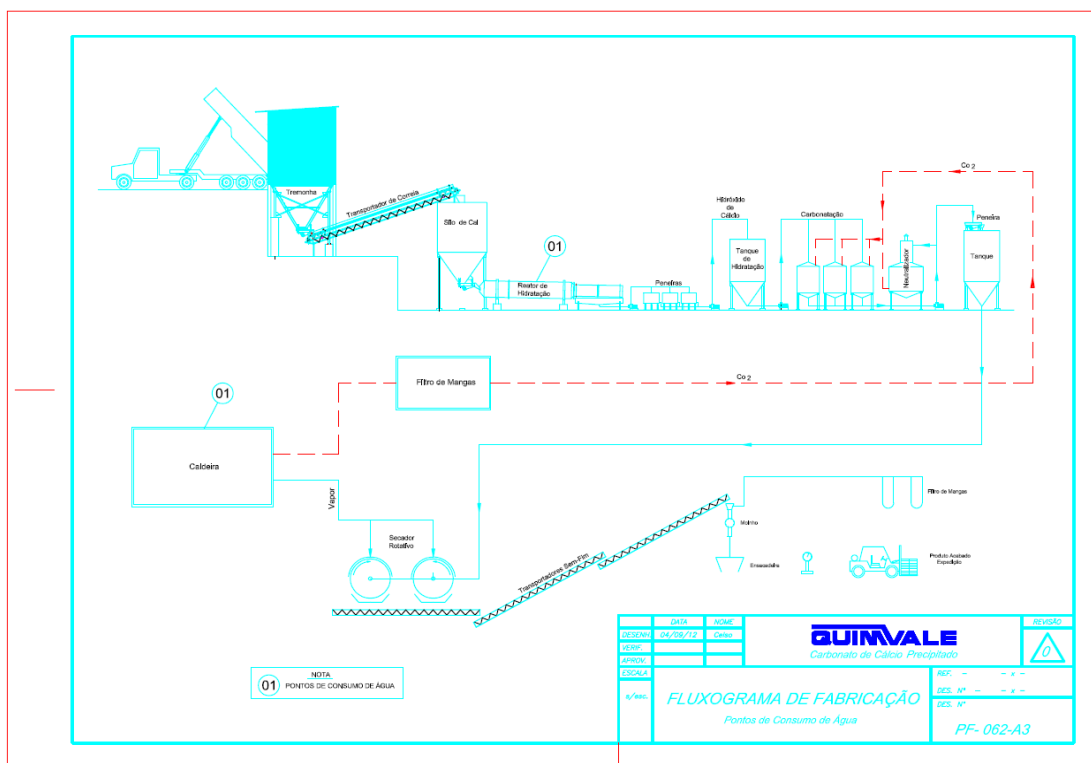 Co 2
Tremonha
Transportador de Correia
Silo de Cal
01
Reator de
Hidratação
Peneiras
Hidróxido
de
Cálcio
Tanque
de
Hidratação
Carbonatação
Neutralizador
Peneira
Tanque
Filtro de Mangas
Co 2
01
Caldeira
Vapor
Secador
Rotativo
Transportadores Sem-Fim
Moinho
Ensacadeira
Filtro de Mangas
Produto Acabado
Expedição
NOTA
01 PONTOS DE CONSUMO DE ÁGUA
DATA NOME
DESENH. 04/09/12 Celso
VERIF.
APROV.
ESCALA
s/esc.
QUIMVALE
Carbonato de Cálcio Precipitado
REVISÃO
0
FLUXOGRAMA DE FABRICAÇÃO
Pontos de Consumo de Água
REF. - - x -
DES. Nº - - x -
DES. Nº
PF-062-A3